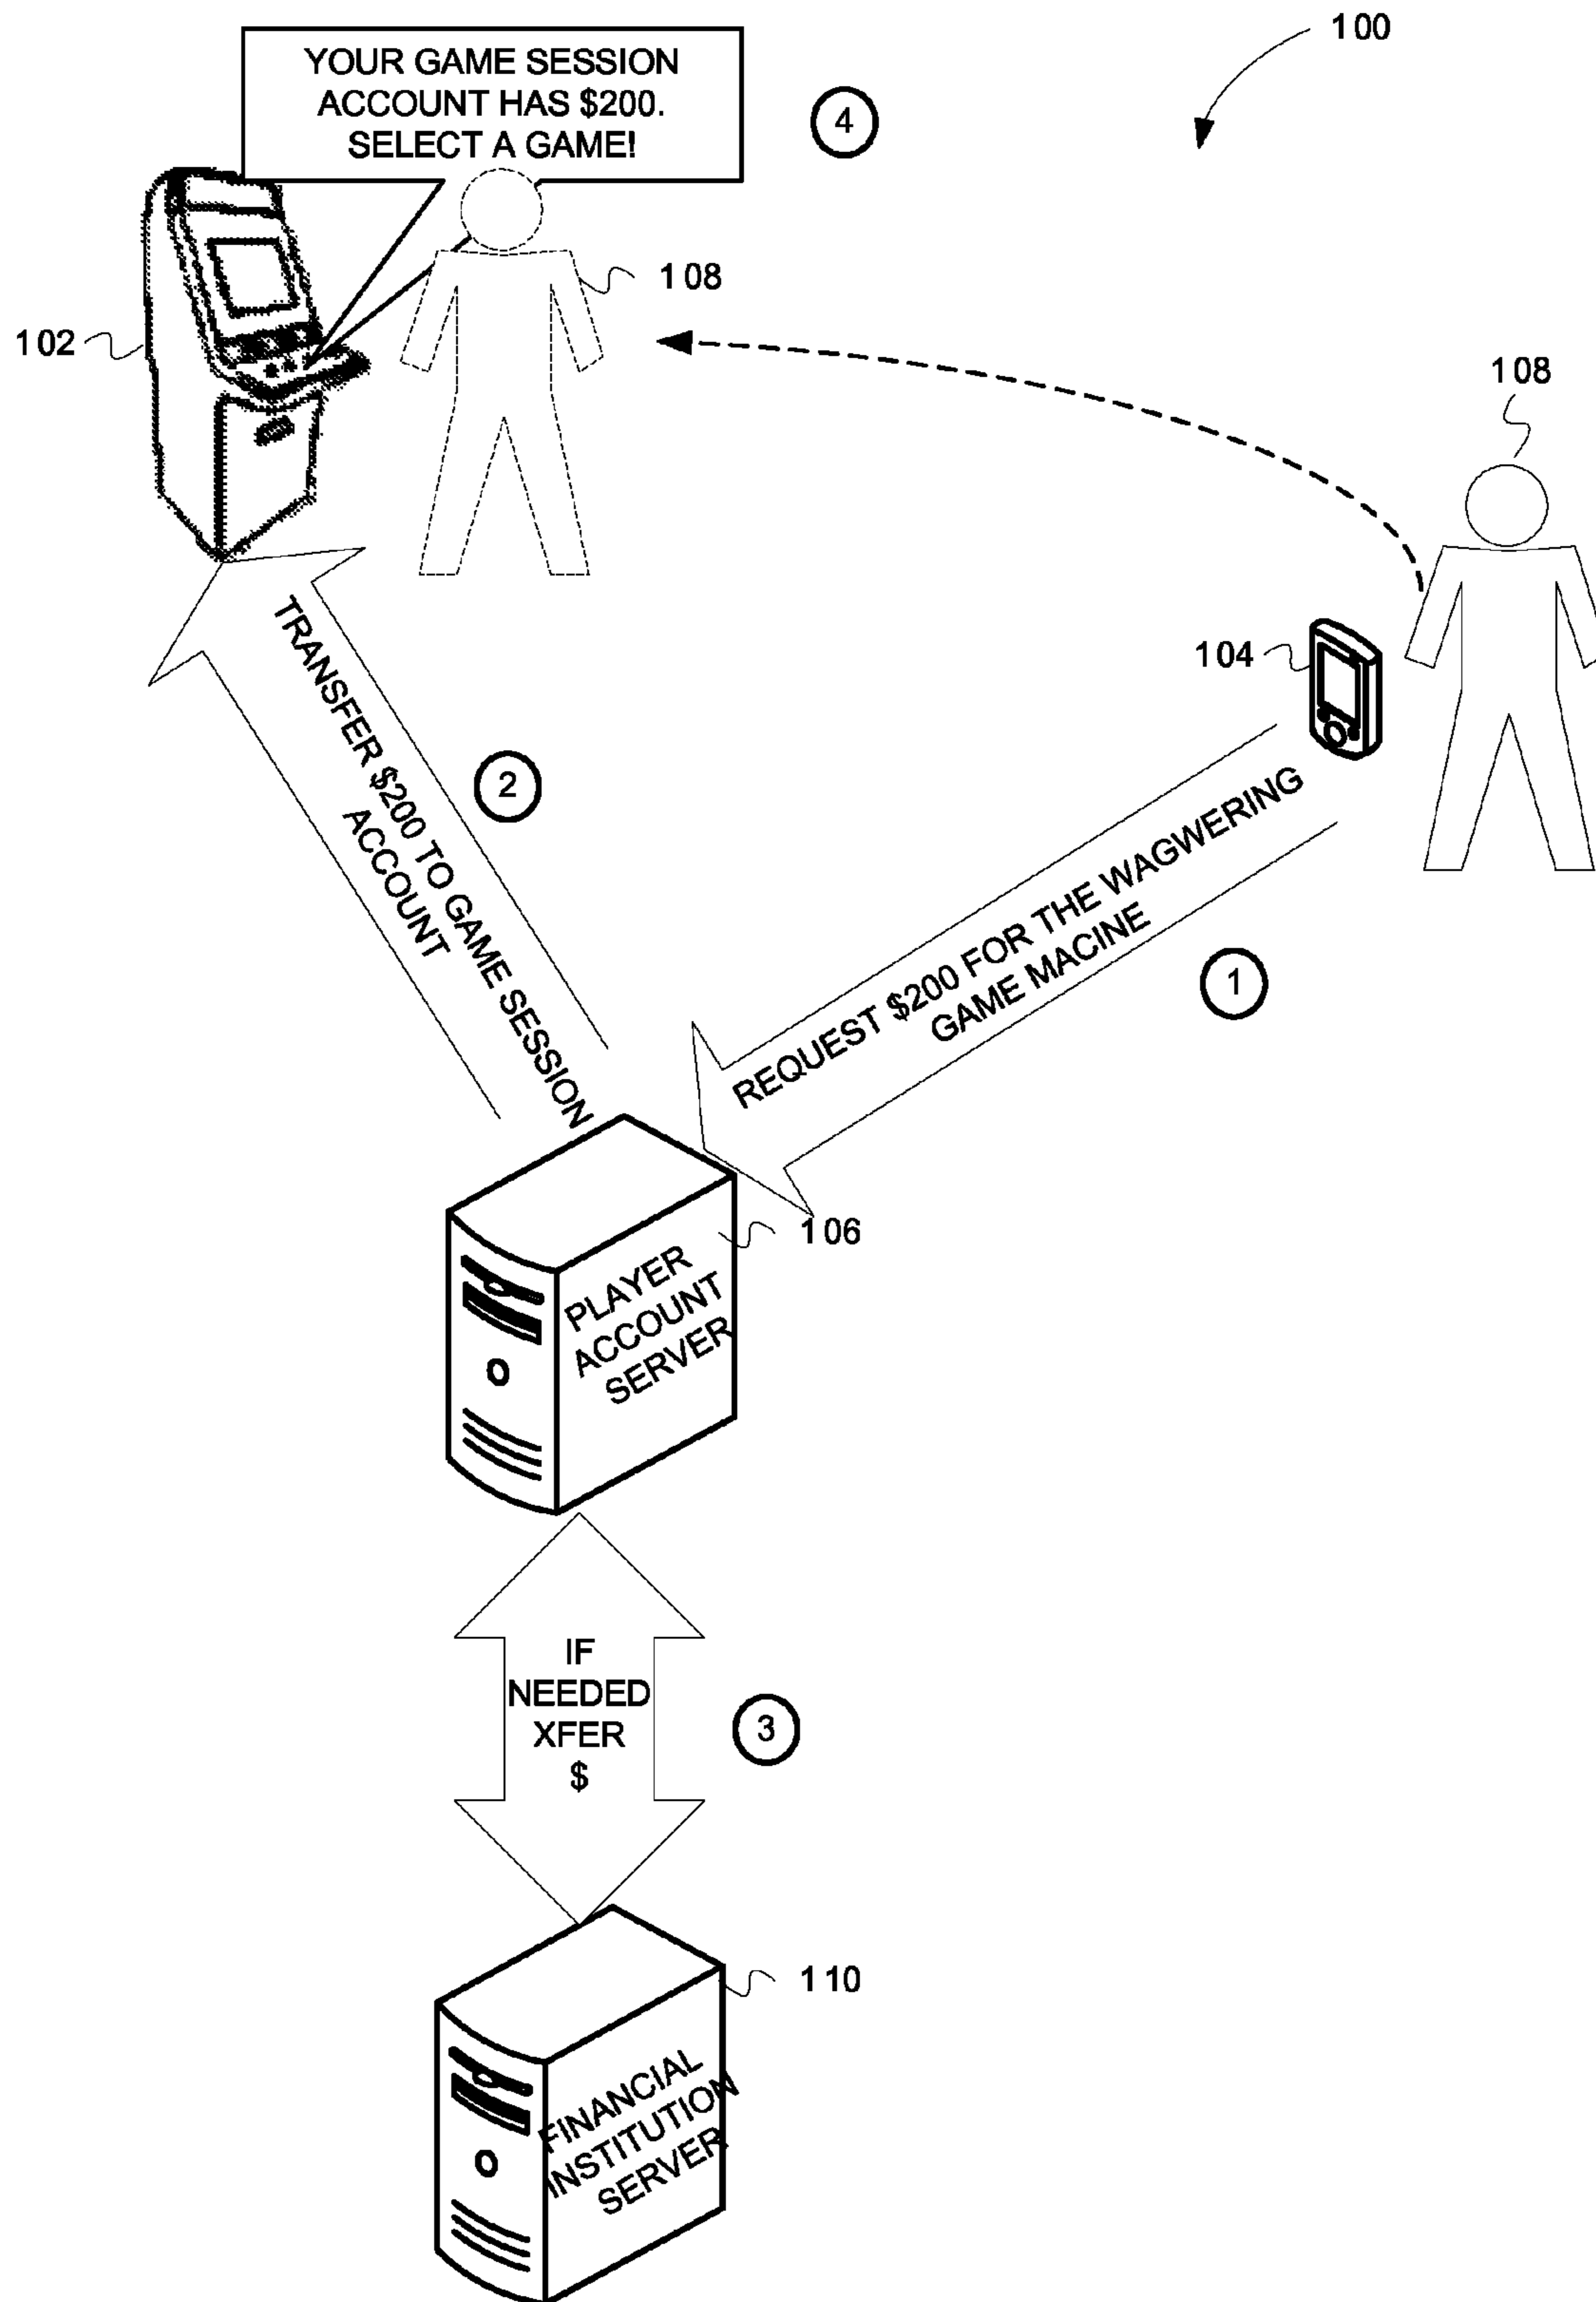 100
YOUR GAME SESSION
ACCOUNT HAS $200.
SELECT A GAME!
4
108
102
108
104
TRANSFER $200 TO GAME SESSION
ACCOUNT
2
REQUEST $200 FOR THE WAGWERING
GAME MACINE
1
106
PLAYER
ACCOUNT
SERVER
IF
NEEDED
XFER
$
3
110
FINANCIAL
INSTITUTION
SERVER